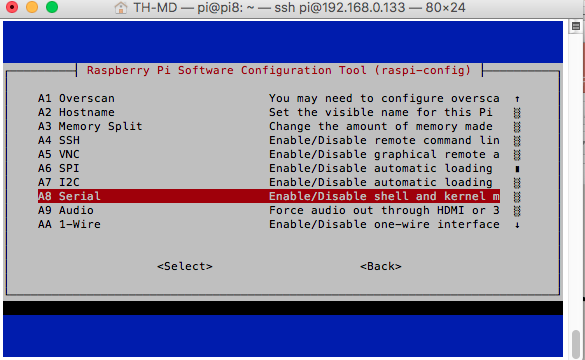 TH-MD — pi@pi8: ~ — ssh pi@192.168.0.133 — 80×24
Raspberry Pi Software Configuration Tool (raspi-config)
A1 Overscan You may need to configure oversca ↑
A2 Hostname Set the visible name for this Pi
A3 Memory Split Change the amount of memory made
A4 SSH Enable/Disable remote command lin
A5 VNC Enable/Disable graphical remote a
A6 SPI Enable/Disable automatic loading
A7 I2C Enable/Disable automatic loading
A8 Serial Enable/Disable shell and kernel m
A9 Audio Force audio out through HDMI or 3
AA 1-Wire Enable/Disable one-wire interface ↓
<Select> <Back>